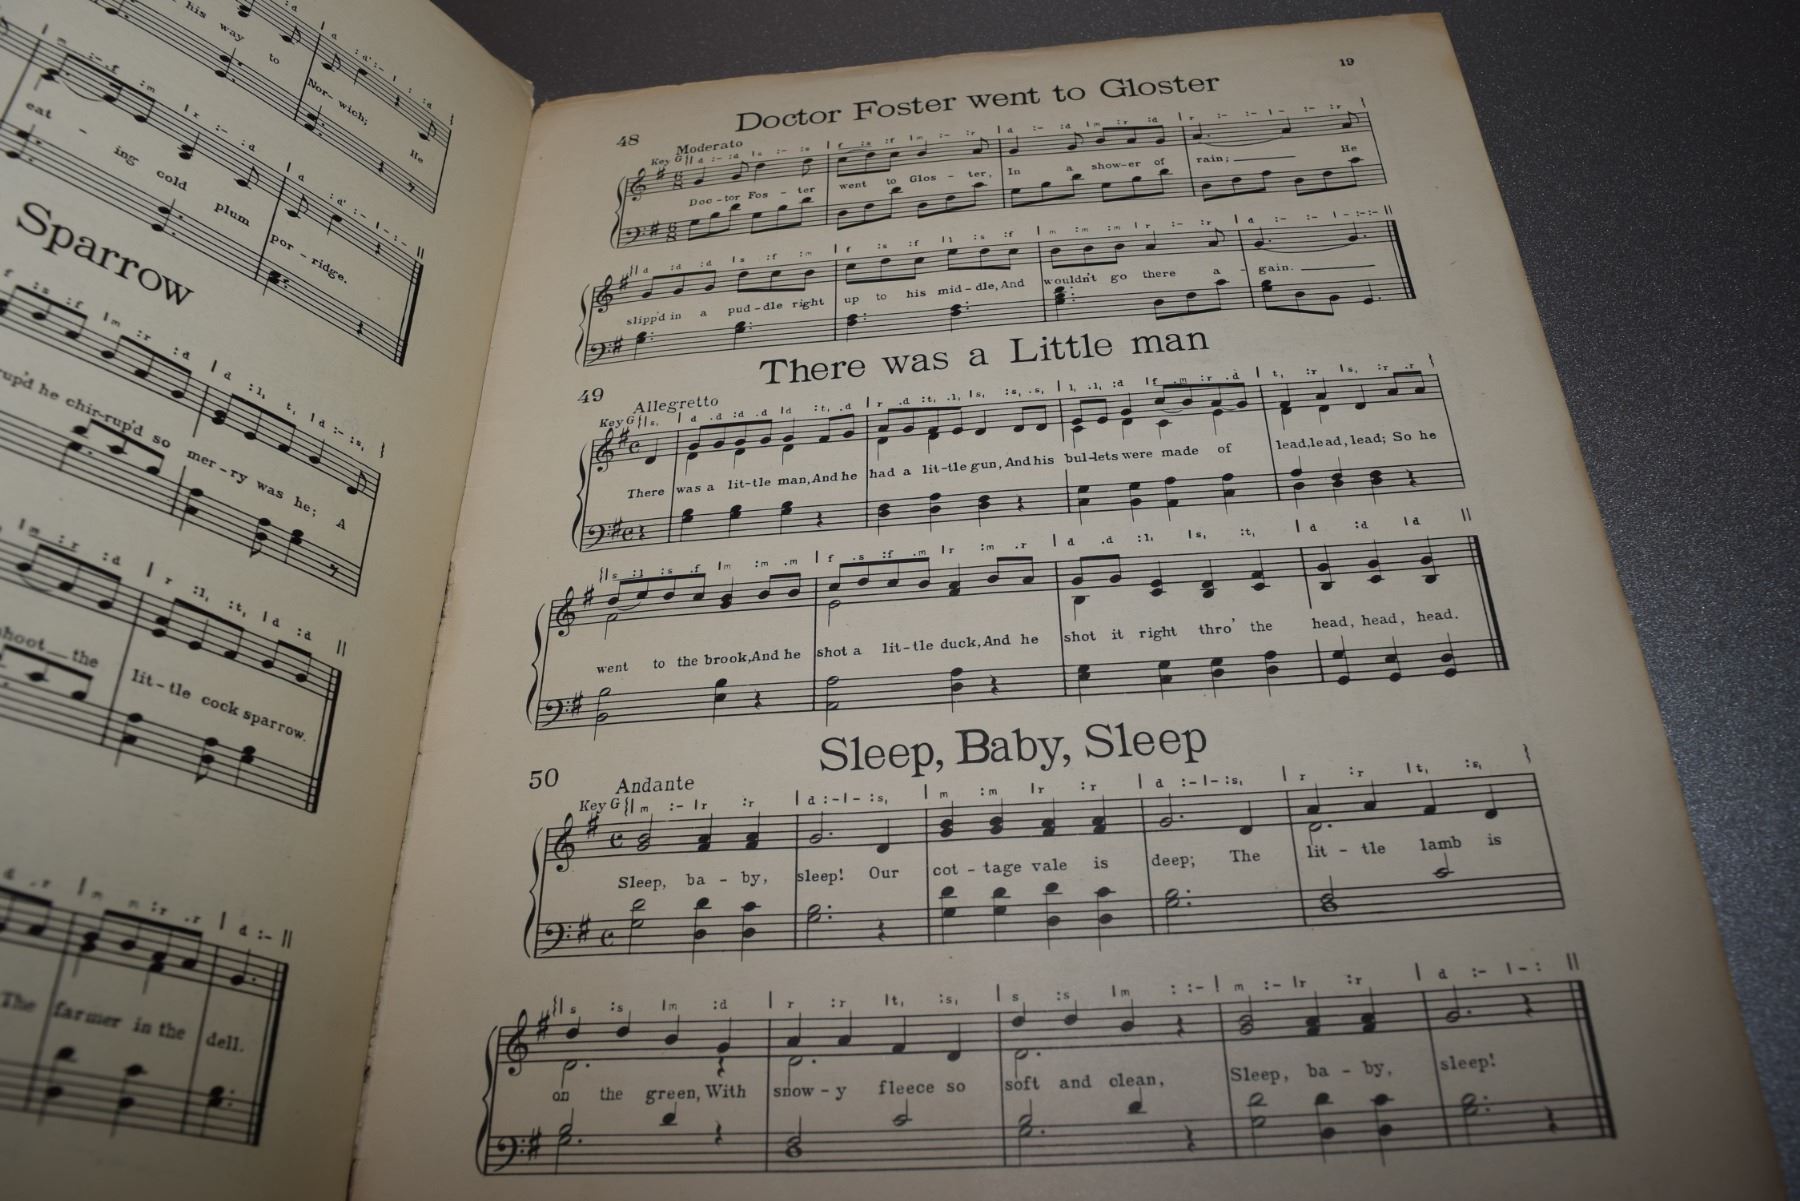 his way to Nor-wich; He
eat - ing cold plum por - ridge.
Sparrow
rup'd he chir-rup'd so mer-ry was he; A
shoot the lit-tle cock sparrow.
The farmer in the dell.
19
Doctor Foster went to Gloster
48
Moderato
Key G
Doc-tor Fos - ter went to Glos - ter, In a show-er of rain; He
slipp'd in a pud-dle right up to his mid-dle, And wouldn't go there a - gain.
There was a Little man
49
Allegretto
Key G
There was a lit-tle man, And he had a lit-tle gun, And his bul-lets were made of lead, lead, lead; So he
went to the brook, And he shot a lit-tle duck, And he shot it right thro' the head, head, head.
Sleep, Baby, Sleep
50
Andante
Key G
Sleep, ba - by, sleep! Our cot - tage vale is deep; The lit - tle lamb is
on the green, With snow - y fleece so soft and clean, Sleep, ba - by, sleep!